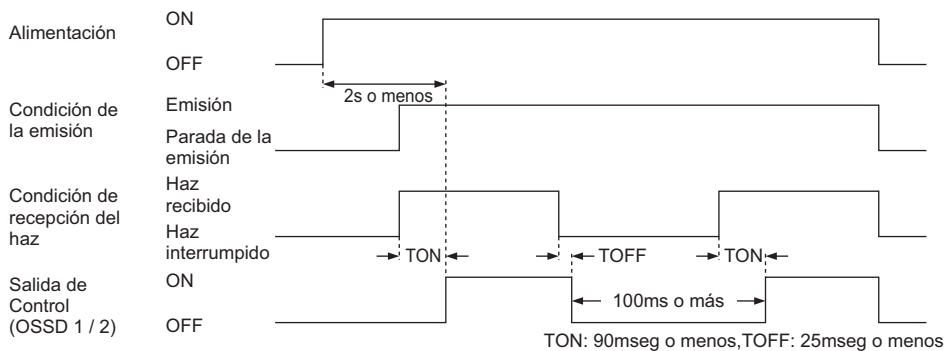 Alimentación
ON
OFF
2s o menos
Condición de
la emisión
Emisión
Parada de la
emisión
Condición de
recepción del
haz
Haz
recibido
Haz
interrumpido
TON
TOFF
TON
Salida de
Control
(OSSD 1 / 2)
ON
OFF
100ms o más
TON: 90mseg o menos,TOFF: 25mseg o menos